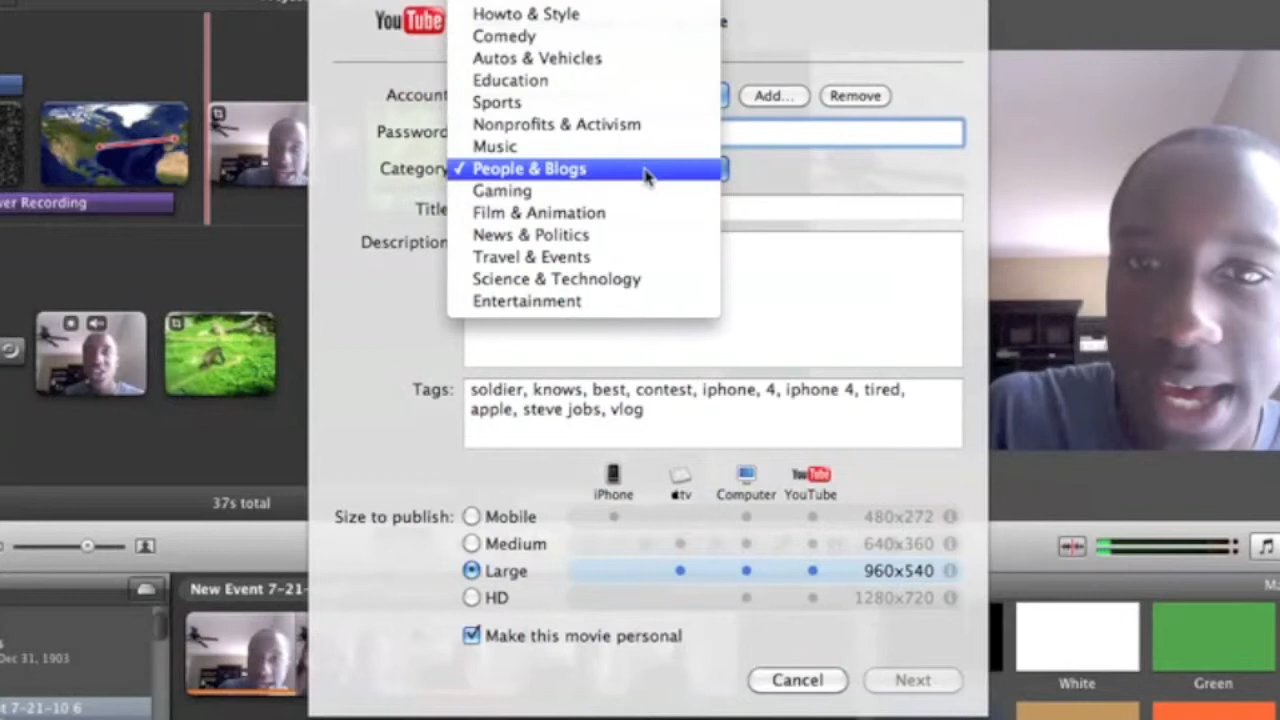 YouTube
Howto & Style
Comedy
Autos & Vehicles
Education
Sports
Nonprofits & Activism
Music
✓ People & Blogs
Gaming
Film & Animation
News & Politics
Travel & Events
Science & Technology
Entertainment
Account
Add... Remove
Password
Category
Title
Description
Tags: soldier, knows, best, contest, iphone, 4, iphone 4, tired,
apple, steve jobs, vlog
iPhone tv Computer YouTube
Size to publish: Mobile 480x272
Medium 640x360
Large 960x540
HD 1280x720
Make this movie personal
Cancel Next
ver Recording
37s total
New Event 7-21-
Dec 31, 1903
t 7-21-10 6
White Green